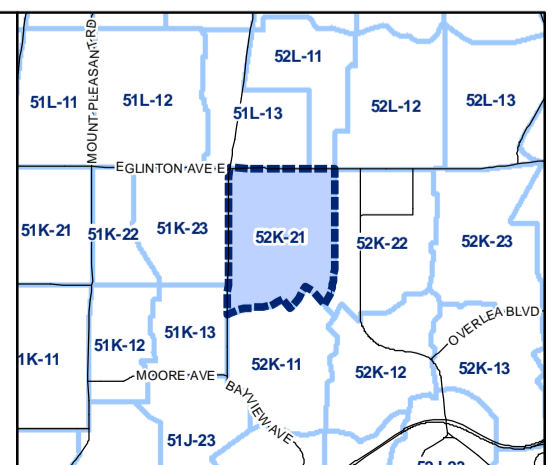 52L-11
51L-11
MOUNT PLEASANT RD
51L-12
51L-13
52L-12
52L-13
EGLINTON AVE E
51K-21
51K-22
51K-23
52K-21
52K-22
52K-23
1K-11
51K-12
51K-13
OVERLEA BLVD
52K-11
52K-12
52K-13
MOORE AVE
BAYVIEW AVE
51J-23